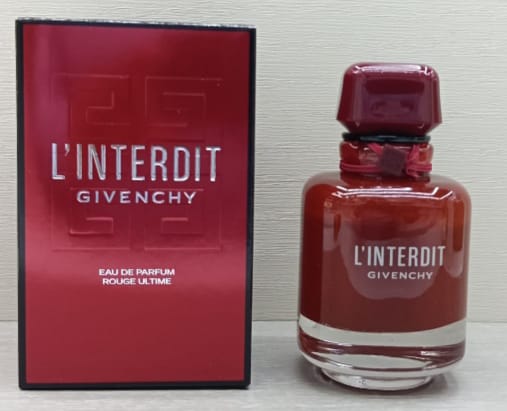 L'INTERDIT
GIVENCHY
EAU DE PARFUM
ROUGE ULTIME
L'INTERDIT
GIVENCHY